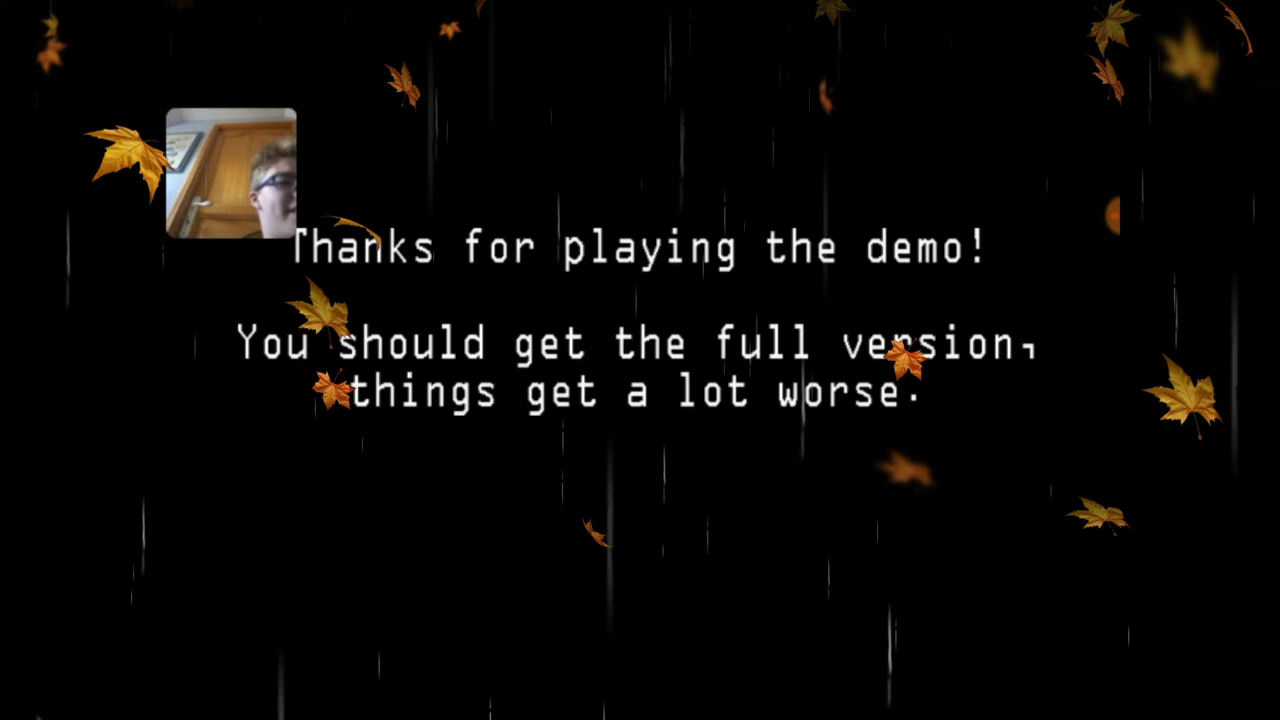 Thanks for playing the demo!
You should get the full version,
things get a lot worse.